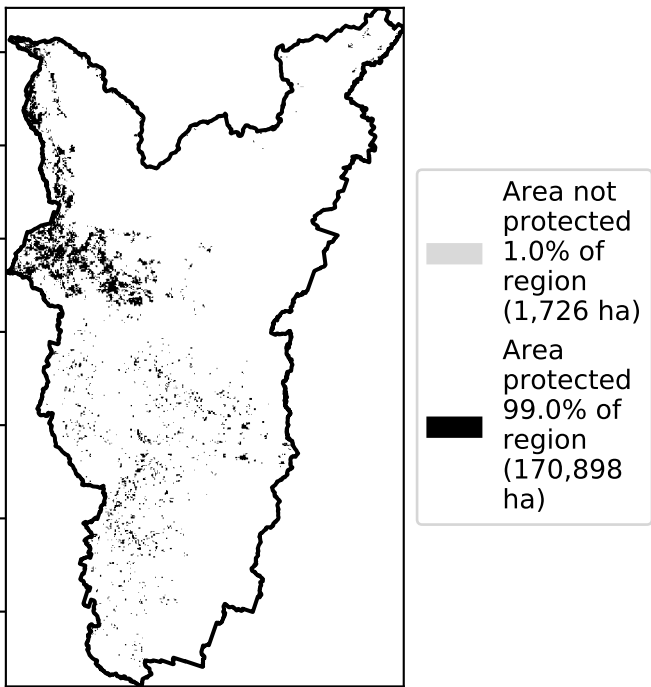 Area not
protected
1.0% of
region
(1,726 ha)
Area
protected
99.0% of
region
(170,898
ha)